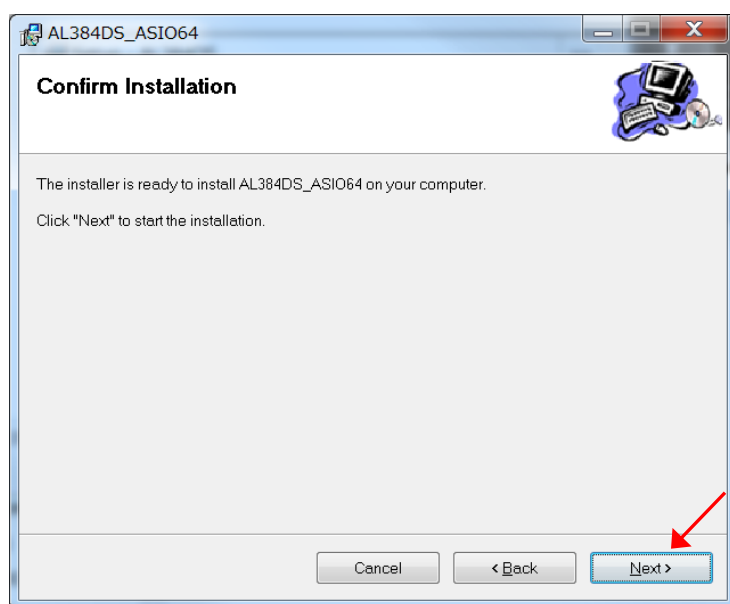 AL384DS_ASIO64
X
Confirm Installation
The installer is ready to install AL384DS_ASIO64 on your computer.
Click "Next" to start the installation.
Cancel
< Back
Next >